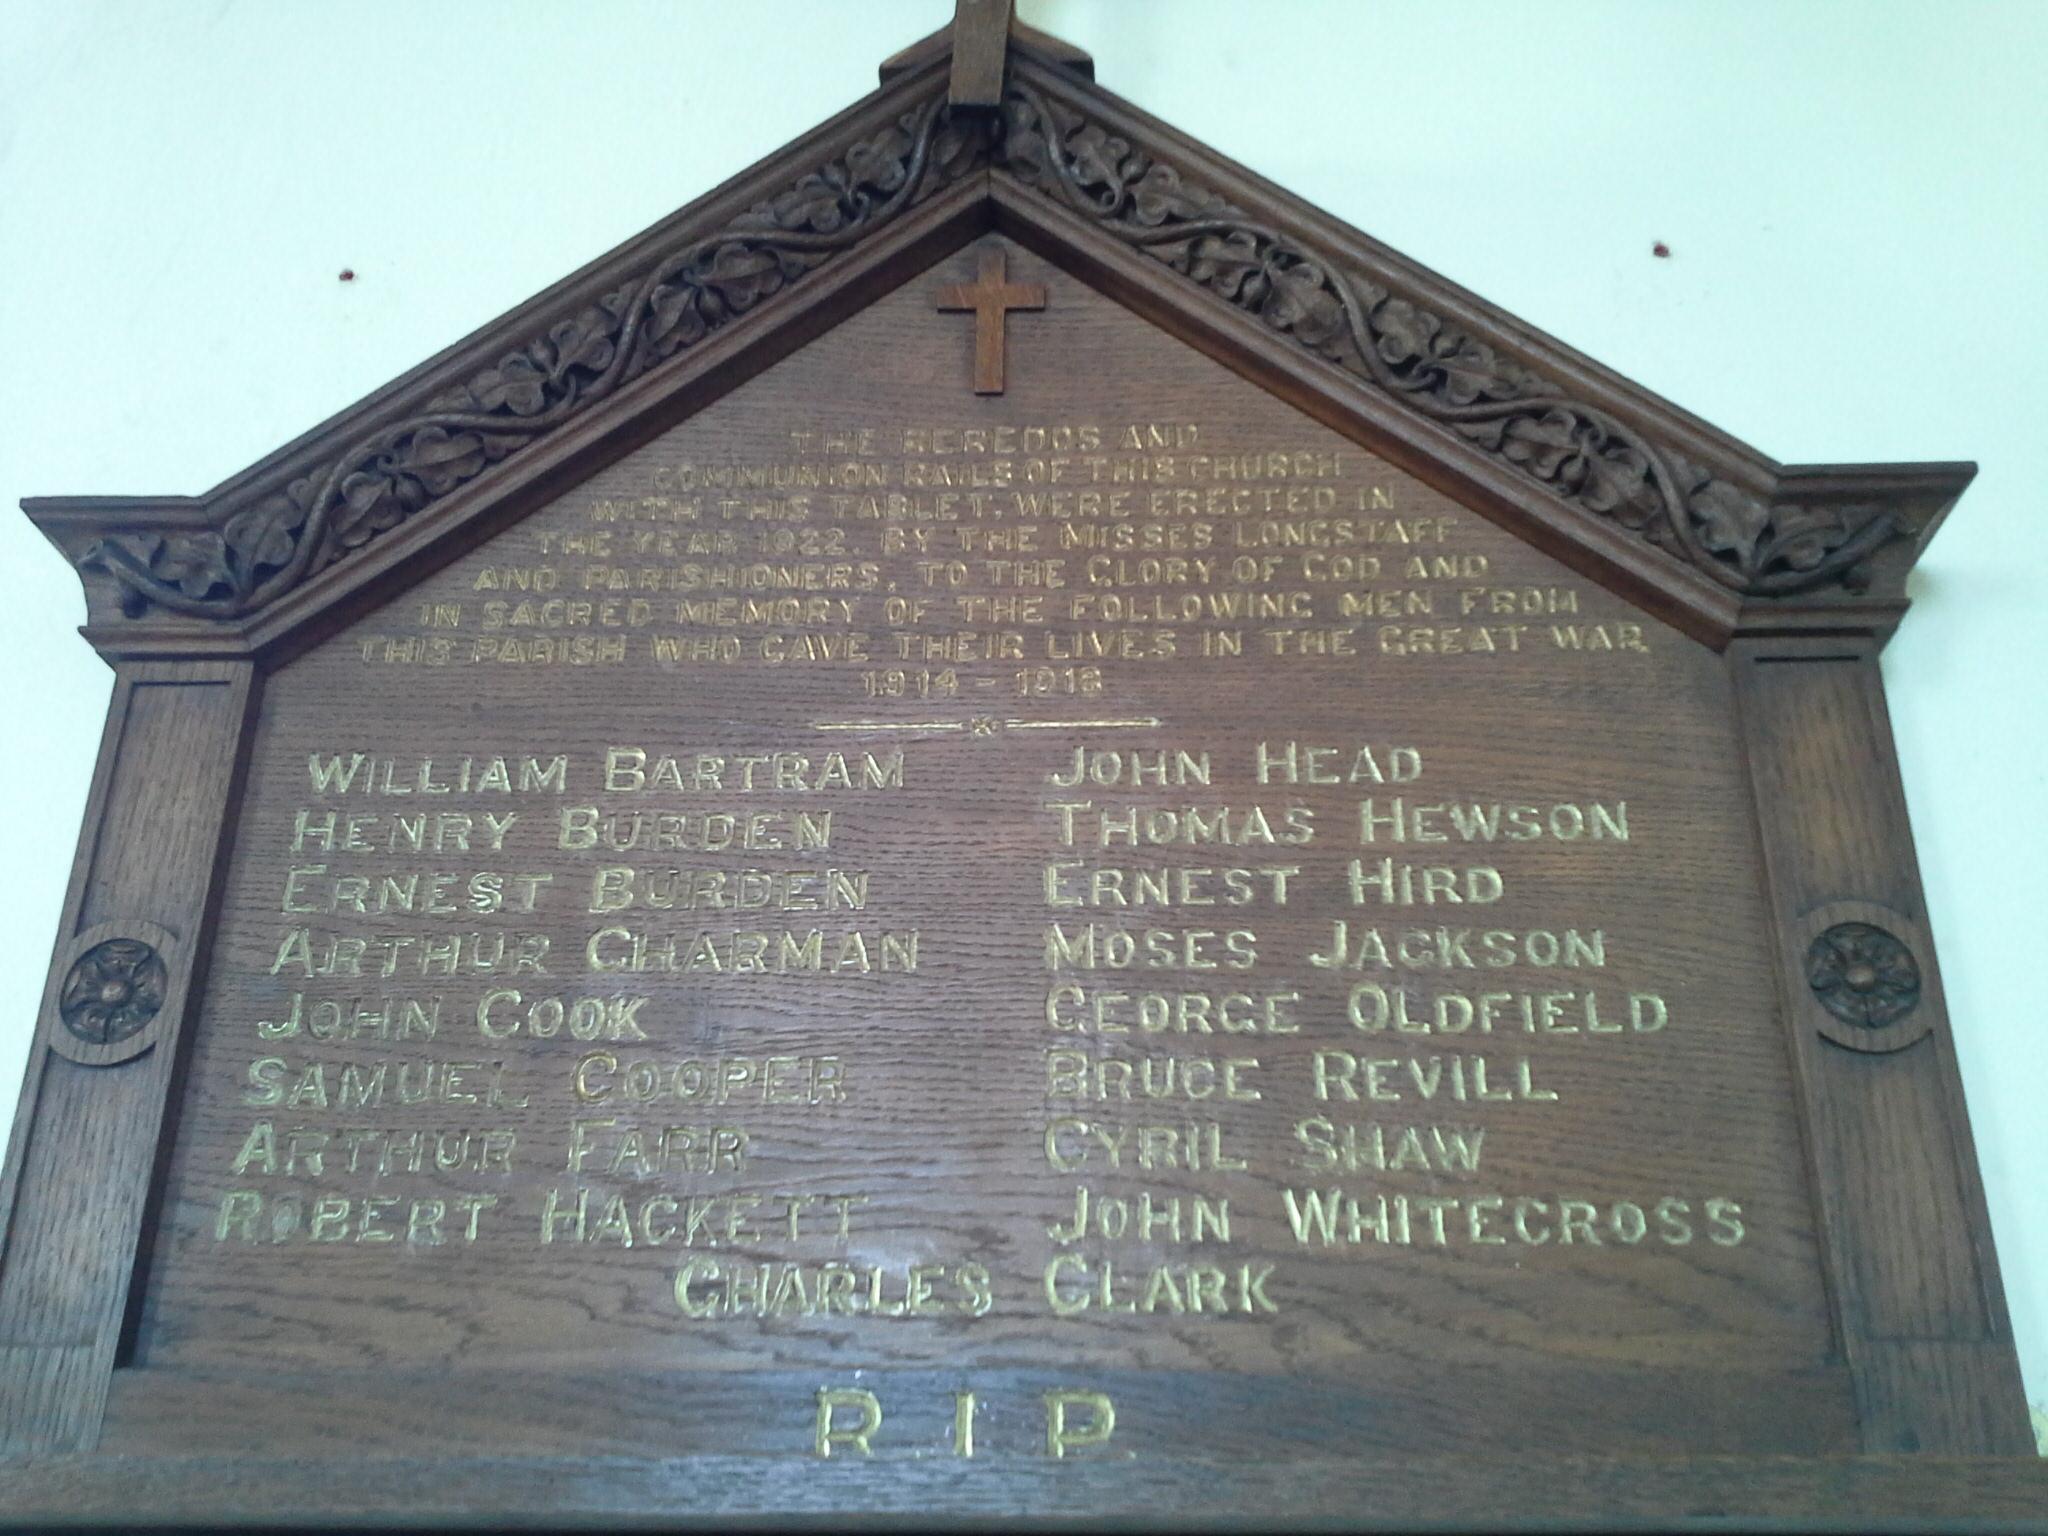 THE REREDOS AND
COMMUNION RAILS OF THIS CHURCH
WITH THIS TABLET, WERE ERECTED IN
THE YEAR 1922, BY THE MISSES LONGSTAFF
AND PARISHIONERS, TO THE GLORY OF GOD AND
IN SACRED MEMORY OF THE FOLLOWING MEN FROM
THIS PARISH WHO GAVE THEIR LIVES IN THE GREAT WAR
1914 - 1918
WILLIAM BARTRAM
HENRY BURDEN
ERNEST BURDEN
ARTHUR CHARMAN
JOHN COOK
SAMUEL COOPER
ARTHUR FARR
ROBERT HACKETT
JOHN HEAD
THOMAS HEWSON
ERNEST HIRD
MOSES JACKSON
GEORGE OLDFIELD
BRUCE REVILL
CYRIL SHAW
JOHN WHITECROSS
CHARLES CLARK
R.I.P.